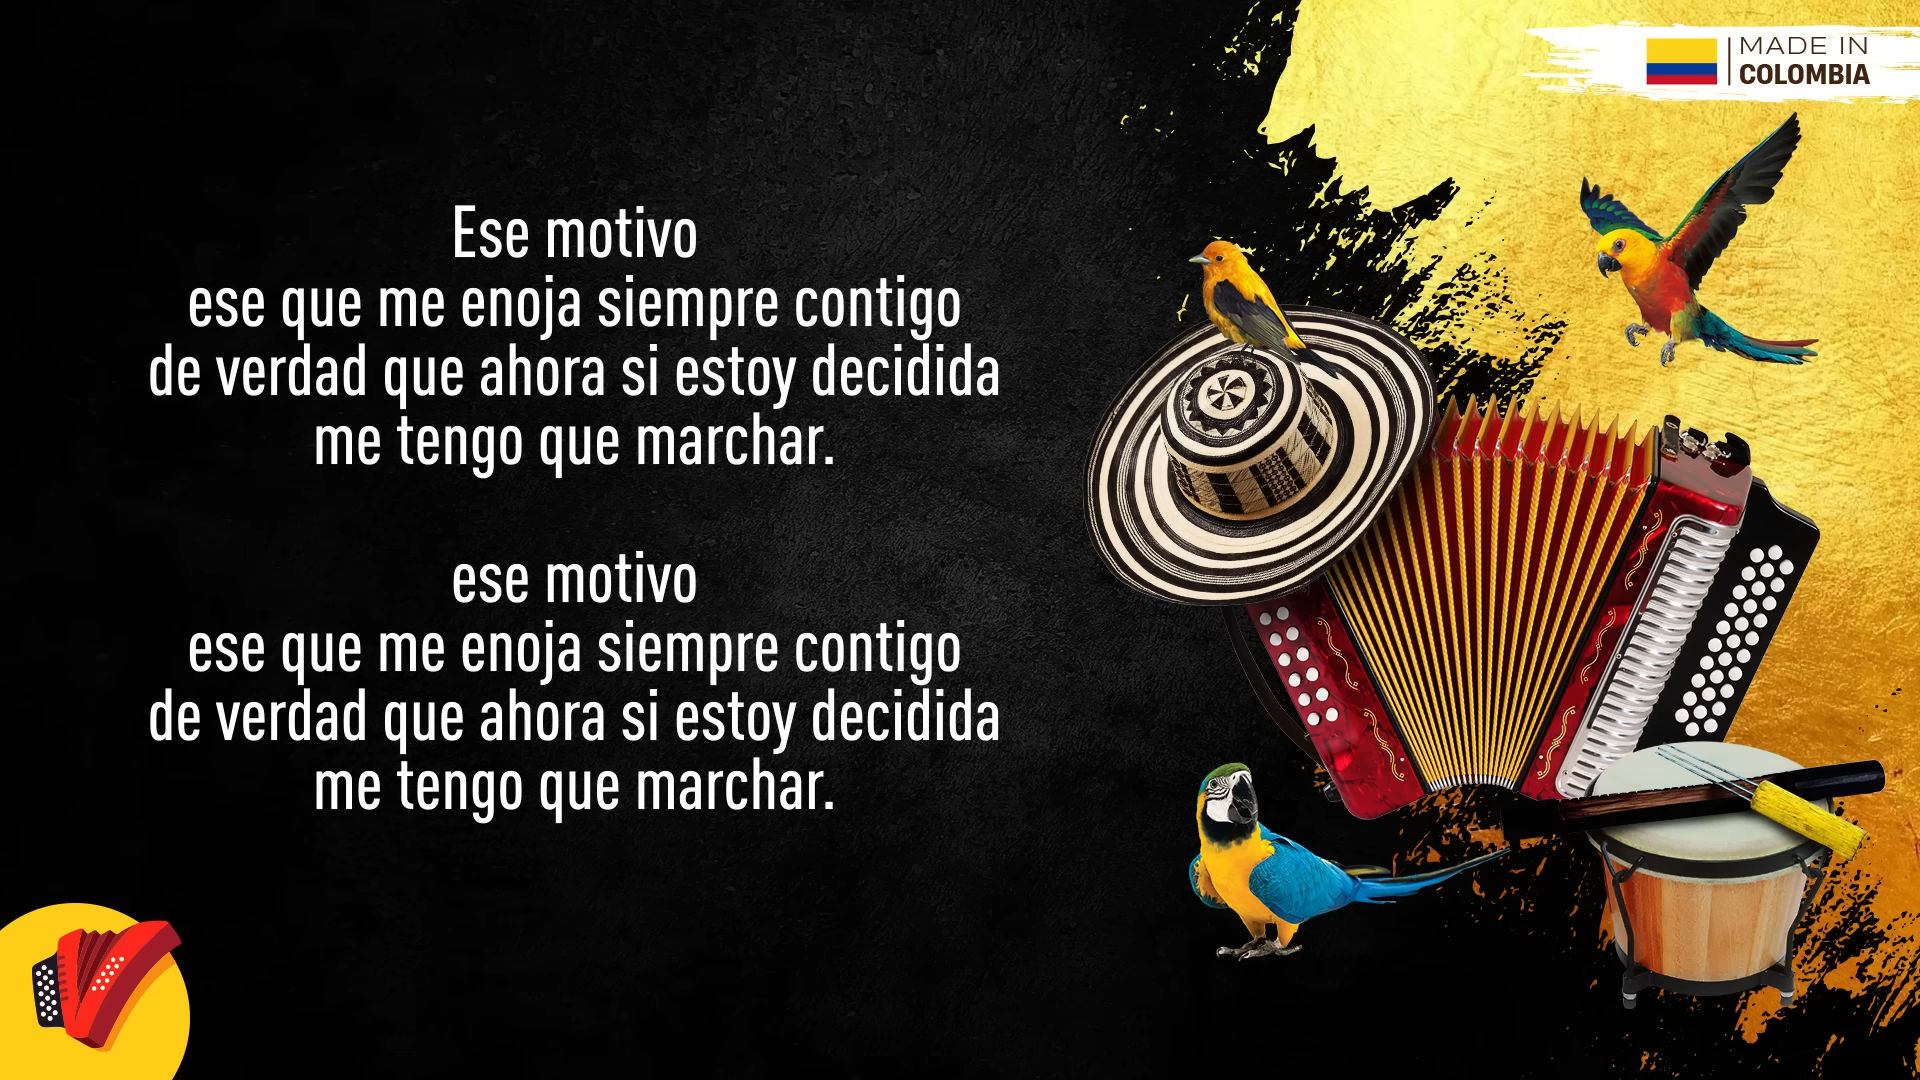 MADE IN
COLOMBIA
Ese motivo
ese que me enoja siempre contigo
de verdad que ahora si estoy decidida
me tengo que marchar.
ese motivo
ese que me enoja siempre contigo
de verdad que ahora si estoy decidida
me tengo que marchar.